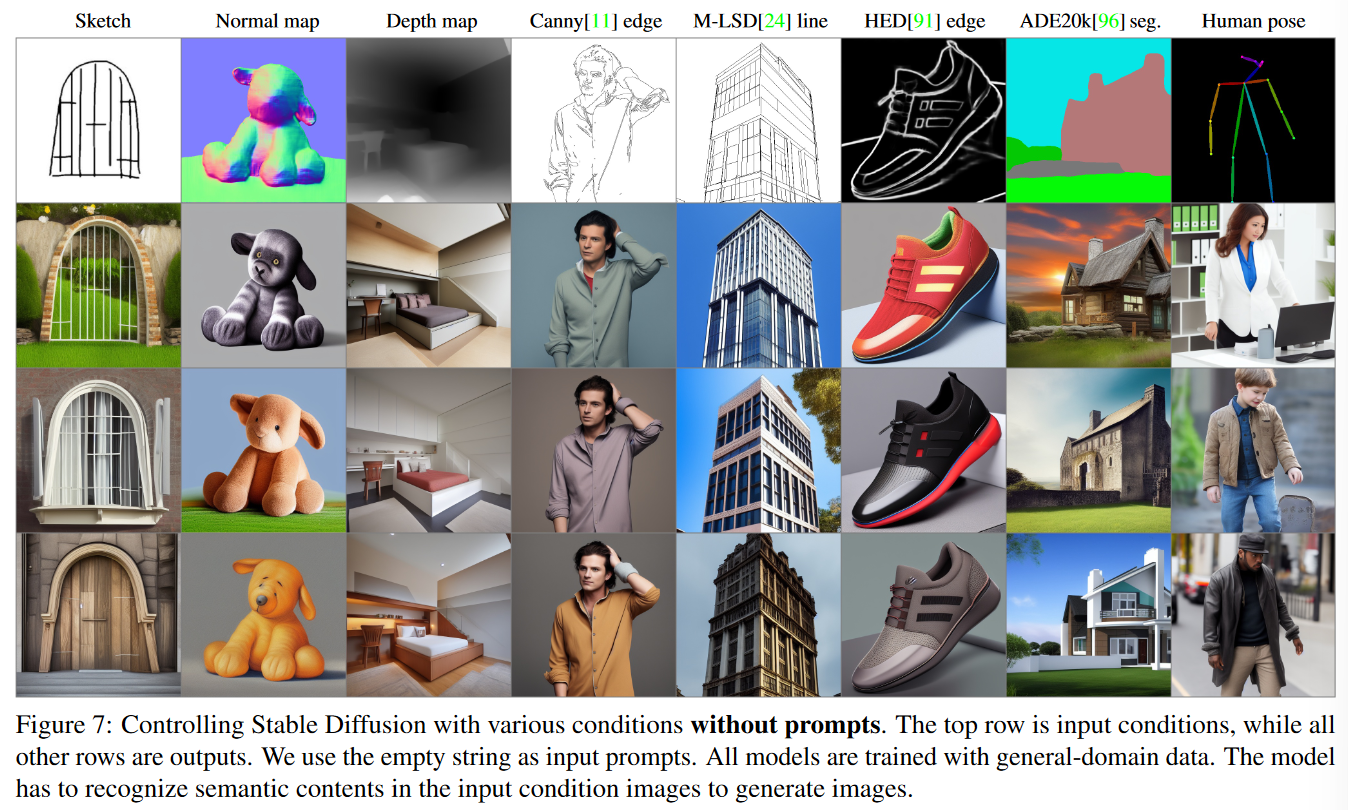 Sketch Normal map Depth map Canny[11] edge M-LSD[24] line HED[91] edge ADE20k[96] seg. Human pose
Figure 7: Controlling Stable Diffusion with various conditions without prompts. The top row is input conditions, while all
other rows are outputs. We use the empty string as input prompts. All models are trained with general-domain data. The model
has to recognize semantic contents in the input condition images to generate images.